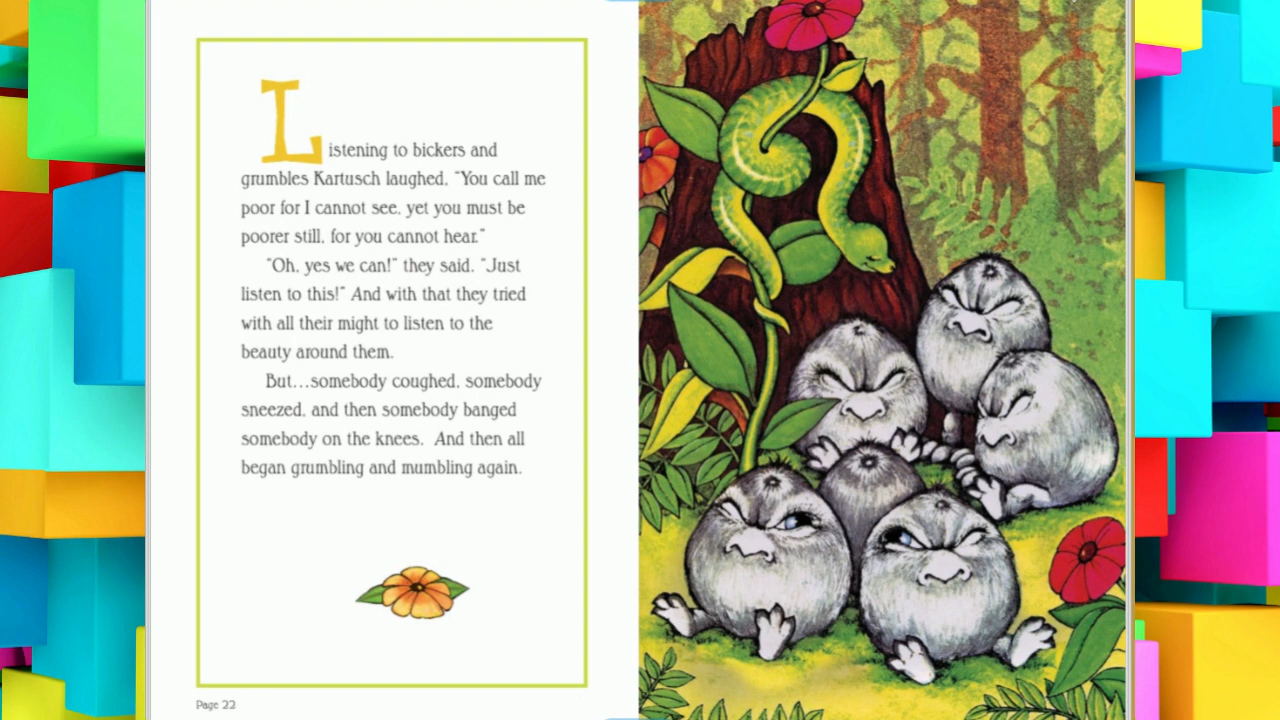 Listening to bickers and
grumbles Kartusch laughed, "You call me
poor for I cannot see, yet you must be
poorer still, for you cannot hear."
"Oh, yes we can!" they said. "Just
listen to this!" And with that they tried
with all their might to listen to the
beauty around them.
But...somebody coughed, somebody
sneezed, and then somebody banged
somebody on the knees. And then all
began grumbling and mumbling again.
Page 22